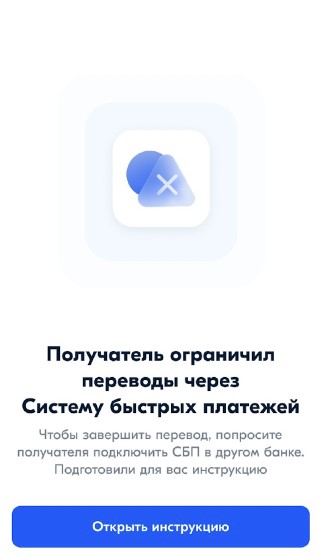 Получатель ограничил
переводы через
Систему быстрых платежей
Чтобы завершить перевод, попросите
получателя подключить СБП в другом банке.
Подготовили для вас инструкцию
Открыть инструкцию